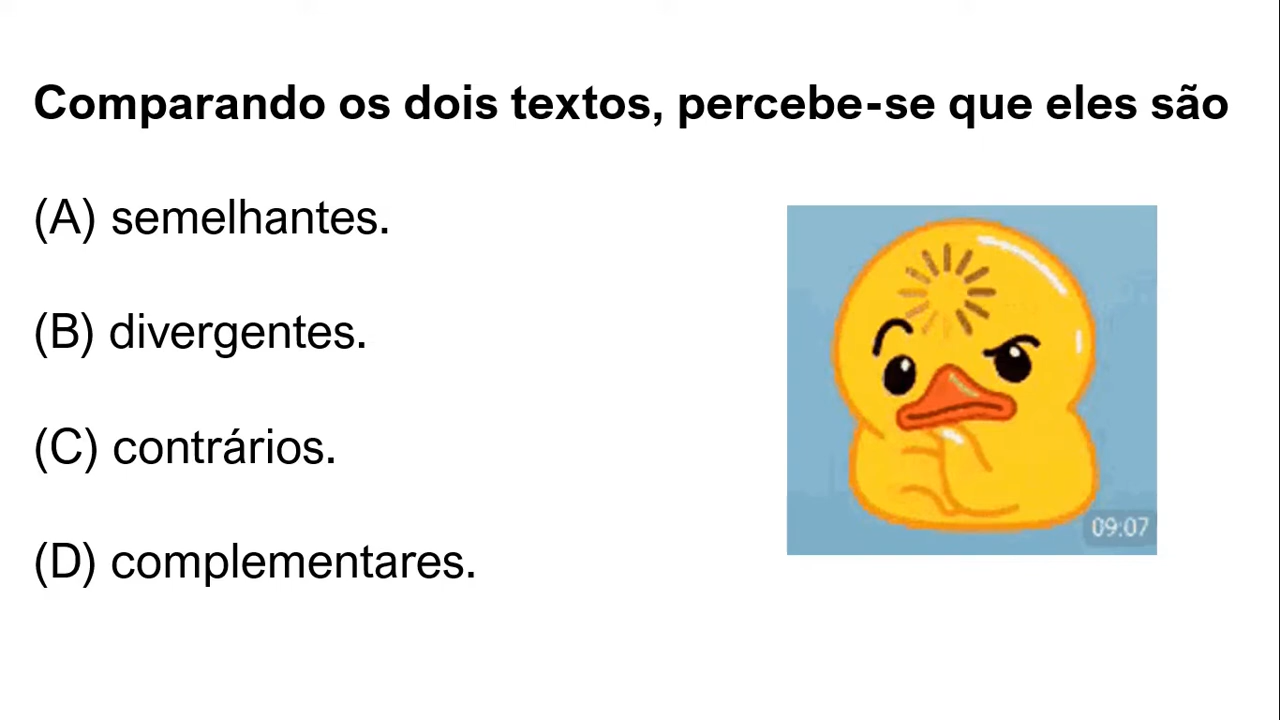 Comparando os dois textos, percebe-se que eles são
(A) semelhantes.
(B) divergentes.
(C) contrários.
(D) complementares.
09:07